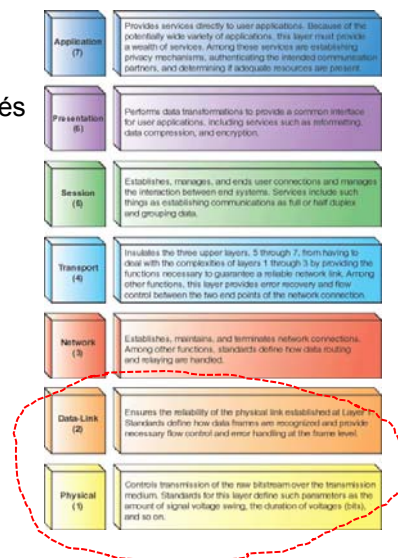 Application
(7)
Provides services directly to user applications. Because of the
potentially wide variety of applications, this layer must provide
a wealth of services. Among these services are establishing
privacy mechanisms, authenticating the intended communication
partners, and determining if adequate resources are present.
és
Presentation
(6)
Performs data transformations to provide a common interface
for user applications, including services such as reformatting,
data compression, and encryption.
Session
(5)
Establishes, manages, and ends user connections and manages
the interaction between end systems. Services include such
things as establishing communications as full or half duplex
and grouping data.
Transport
(4)
Insulates the three upper layers, 5 through 7, from having to
deal with the complexities of layers 1 through 3 by providing the
functions necessary to guarantee a reliable network link. Among
other functions, this layer provides error recovery and flow
control between the two end points of the network connection.
Network
(3)
Establishes, maintains, and terminates network connections.
Among other functions, standards define how data routing
and relaying are handled.
Data-Link
(2)
Ensures the reliability of the physical link established at Layer
Standards define how data frames are recognized and provide
necessary flow control and error handling at the frame level.
Physical
(1)
Controls transmission of the raw bitstream over the transmission
medium. Standards for this layer define such parameters as the
amount of signal voltage swing, the duration of voltages (bits),
and so on.